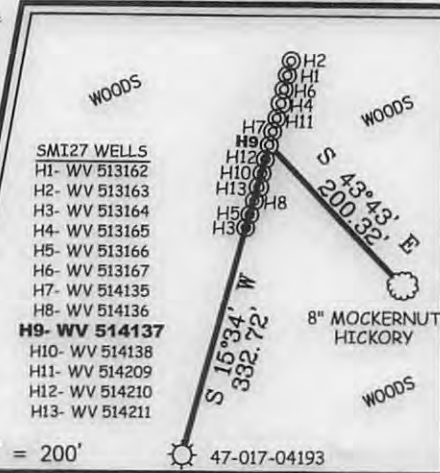 WOODS
WOODS
H2
H1
H6
H4
H11
H7
H9
H12
H10
H13
H8
H5
H3
SMI27 WELLS
H1- WV 513162
H2- WV 513163
H3- WV 513164
H4- WV 513165
H5- WV 513166
H6- WV 513167
H7- WV 514135
H8- WV 514136
H9- WV 514137
H10- WV 514138
H11- WV 514209
H12- WV 514210
H13- WV 514211
S 43°43' E
200.32'
8" MOCKERNUT
HICKORY
S 15°34' W
332.72'
WOODS
= 200'
47-017-04193